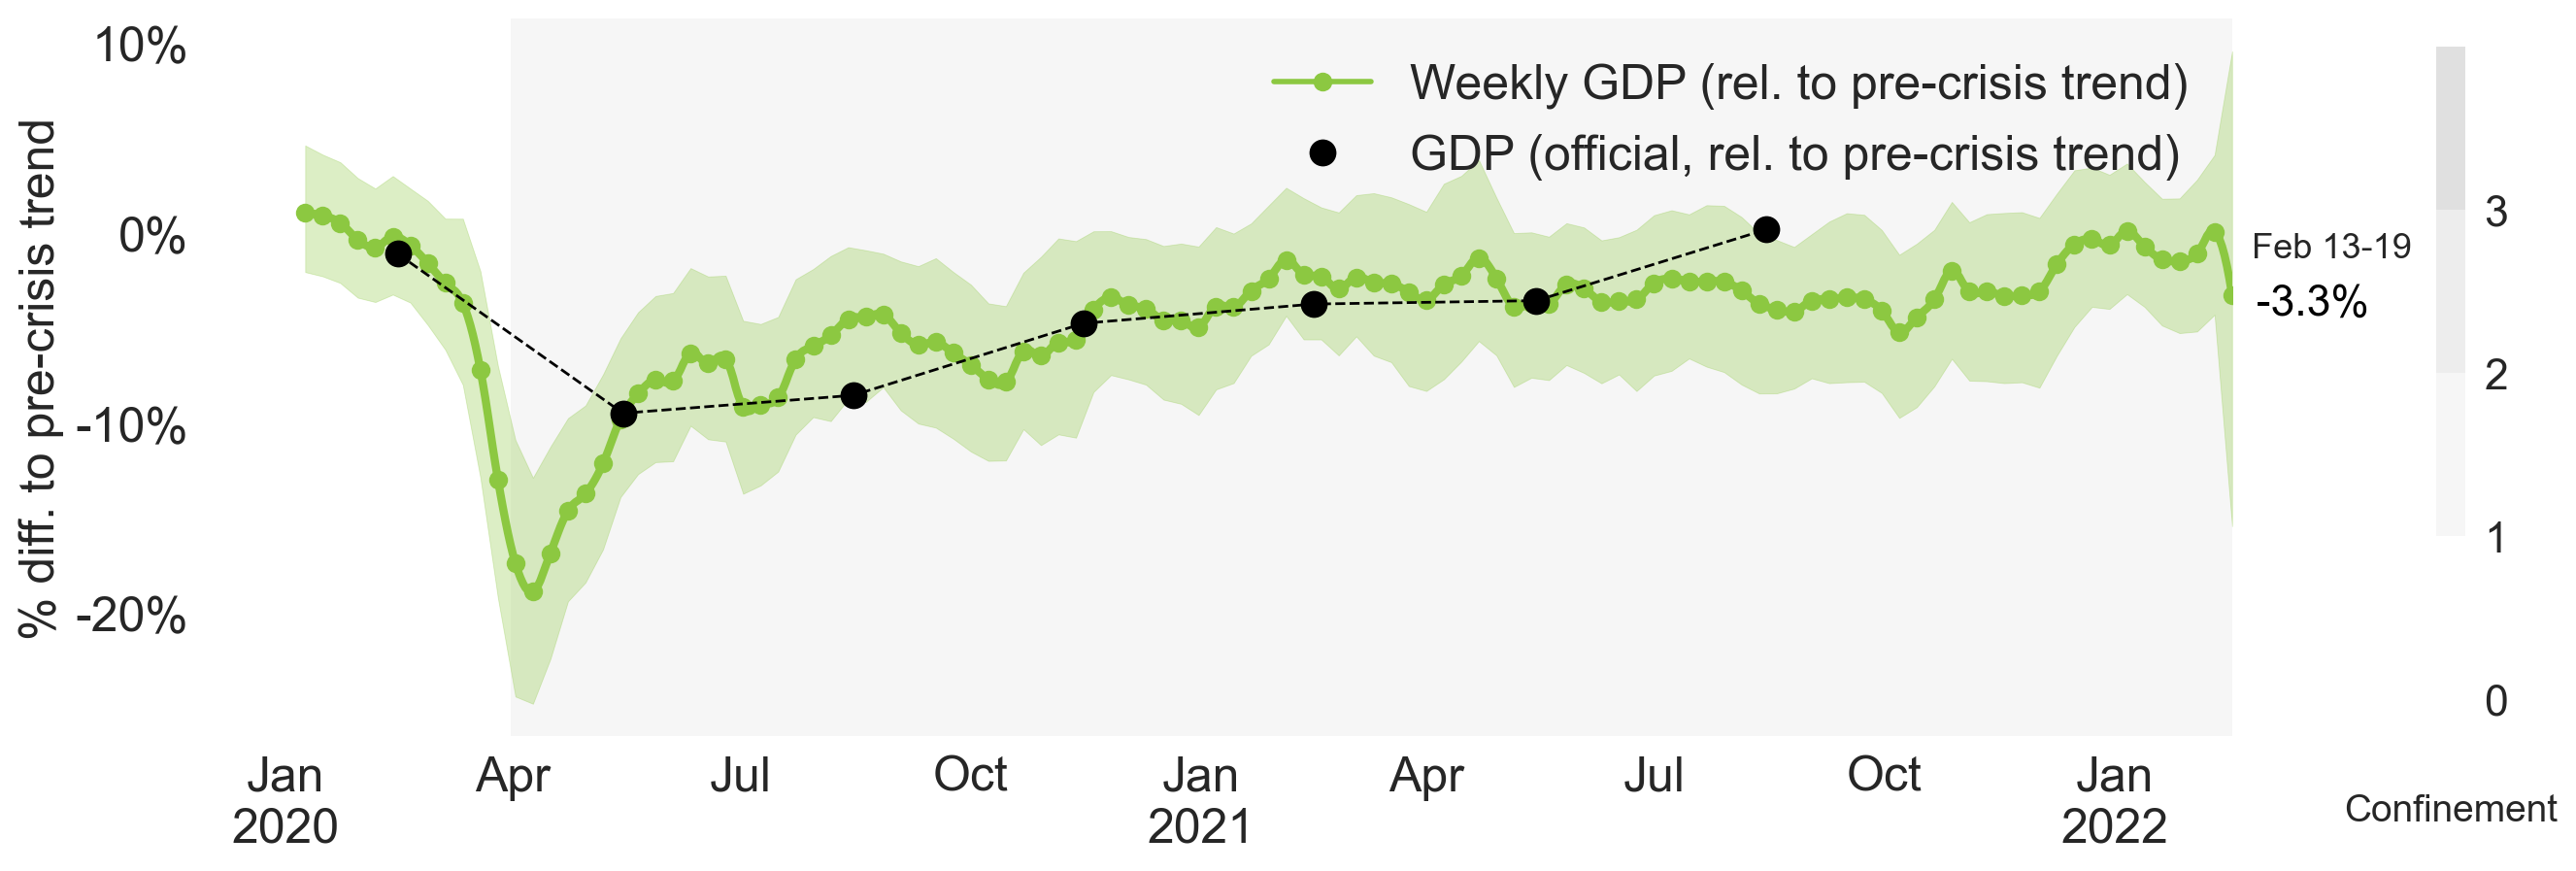 % diff. to pre-crisis trend
10%
0%
-10%
-20%
Weekly GDP (rel. to pre-crisis trend)
GDP (official, rel. to pre-crisis trend)
Feb 13-19
-3.3%
3
2
1
0
Confinement
Jan Apr Jul Oct Jan Apr Jul Oct Jan
2020 2021 2022